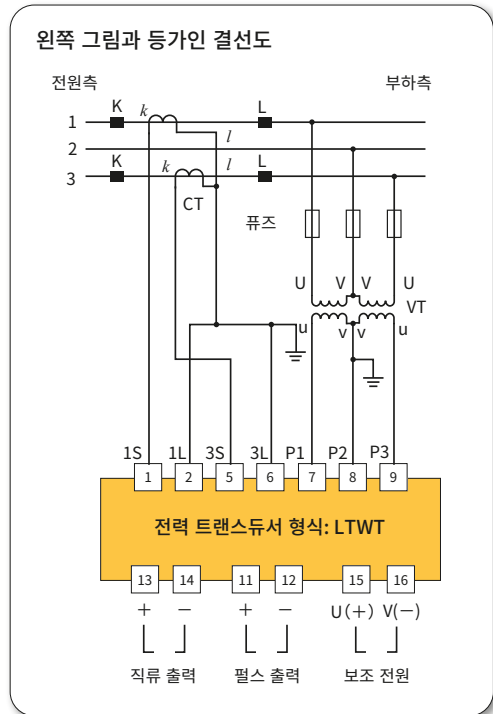 왼쪽 그림과 등가인 결선도
전원측 부하측
K k L
1
2 l
K k l L
3
CT
퓨즈
U V V U
VT
u v v u
1S 1L 3S 3L P1 P2 P3
1 2 5 6 7 8 9
전력 트랜스듀서 형식: LTWT
13 14 11 12 15 16
+ − + − U(+) V(−)
직류 출력 펄스 출력 보조 전원